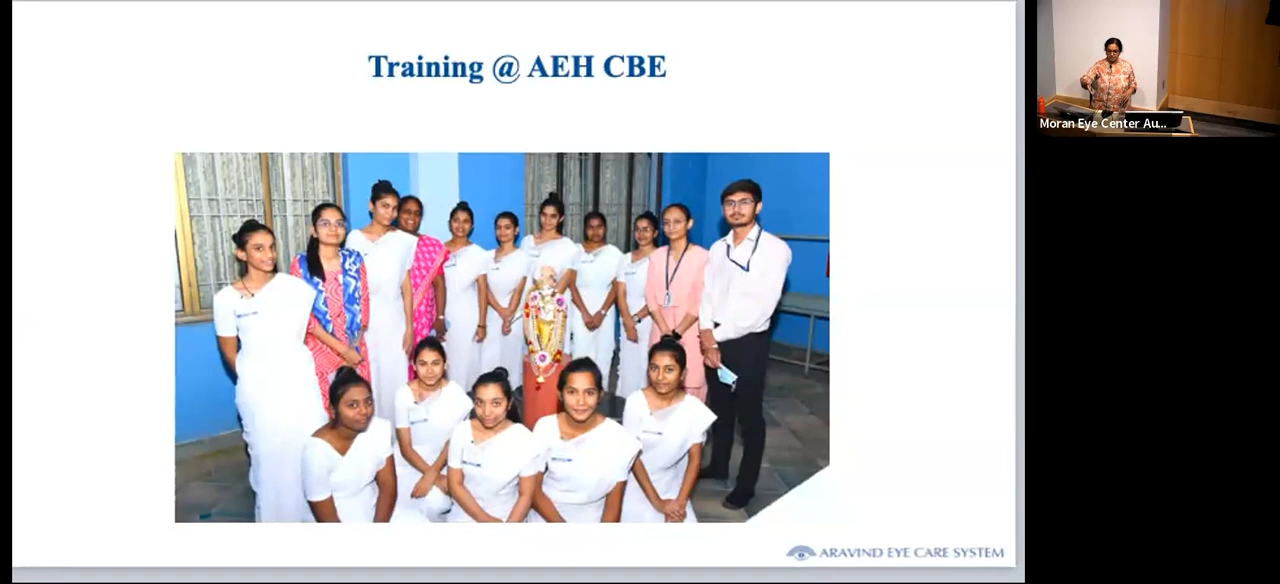 Training @ AEH CBE
Moran Eye Center Au...
ARAVIND EYE CARE SYSTEM